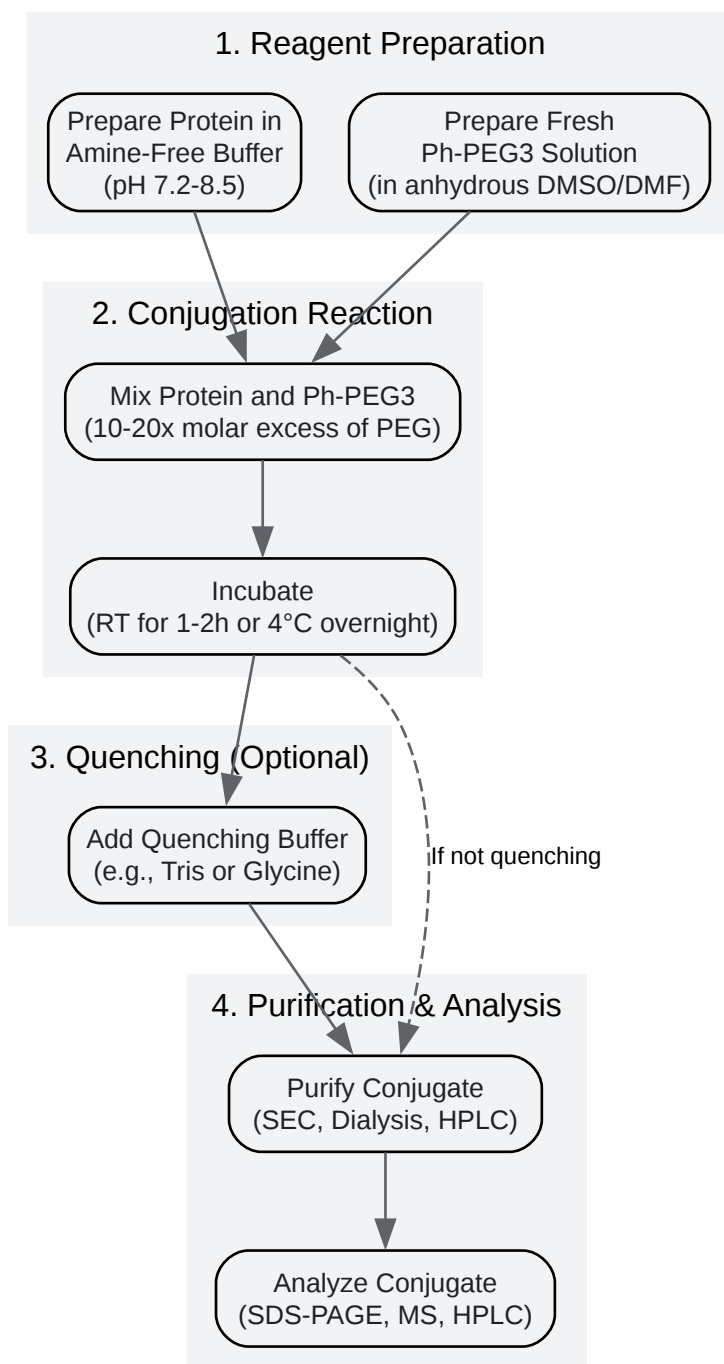 1. Reagent Preparation
Prepare Protein in
Amine-Free Buffer
(pH 7.2-8.5)
Prepare Fresh
Ph-PEG3 Solution
(in anhydrous DMSO/DMF)
2. Conjugation Reaction
Mix Protein and Ph-PEG3
(10-20x molar excess of PEG)
Incubate
(RT for 1-2h or 4°C overnight)
3. Quenching (Optional)
Add Quenching Buffer
(e.g., Tris or Glycine)
If not quenching
4. Purification & Analysis
Purify Conjugate
(SEC, Dialysis, HPLC)
Analyze Conjugate
(SDS-PAGE, MS, HPLC)